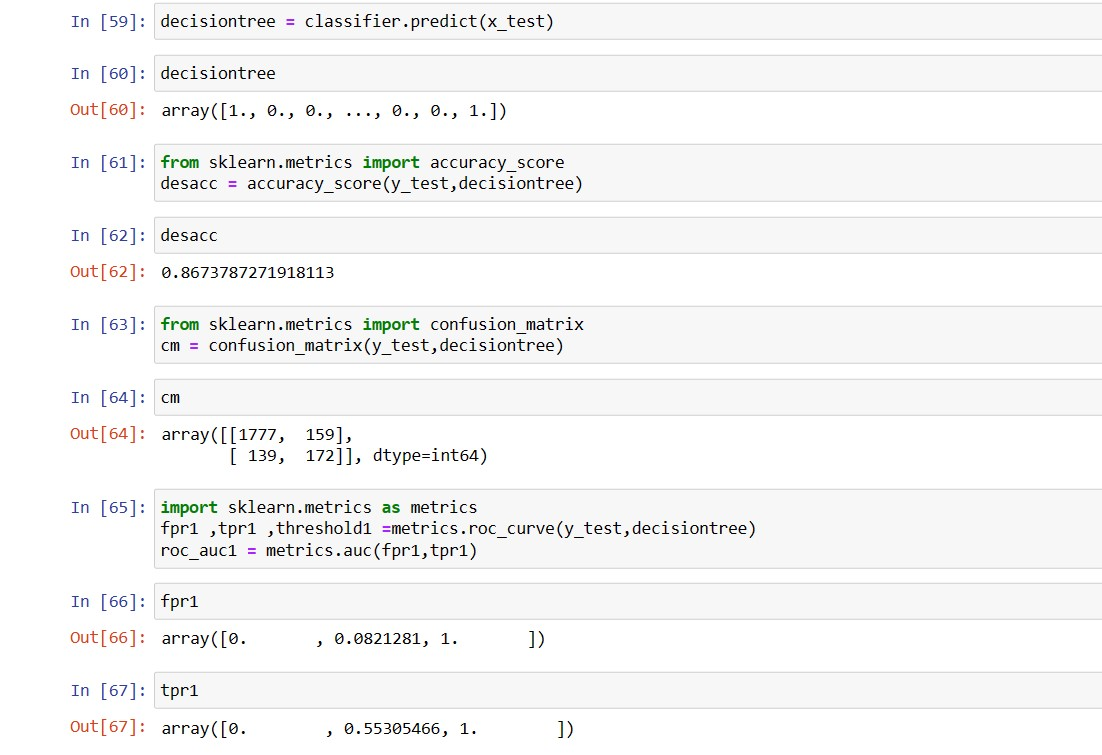 In [59]: decisiontree = classifier.predict(x_test)
In [60]: decisiontree
Out[60]: array([1., 0., 0., ..., 0., 0., 1.])
In [61]: from sklearn.metrics import accuracy_score
desacc = accuracy_score(y_test,decisiontree)
In [62]: desacc
Out[62]: 0.8673787271918113
In [63]: from sklearn.metrics import confusion_matrix
cm = confusion_matrix(y_test,decisiontree)
In [64]: cm
Out[64]: array([[1777,  159],
[ 139,  172]], dtype=int64)
In [65]: import sklearn.metrics as metrics
fpr1 ,tpr1 ,threshold1 =metrics.roc_curve(y_test,decisiontree)
roc_auc1 = metrics.auc(fpr1,tpr1)
In [66]: fpr1
Out[66]: array([0.       , 0.0821281, 1.       ])
In [67]: tpr1
Out[67]: array([0.        , 0.55305466, 1.        ])